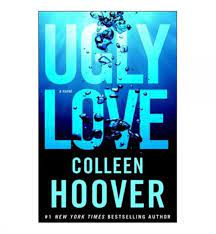 UGLY
a novel
LOVE
COLLEEN
HOOVER
#1 NEW YORK TIMES BESTSELLING AUTHOR